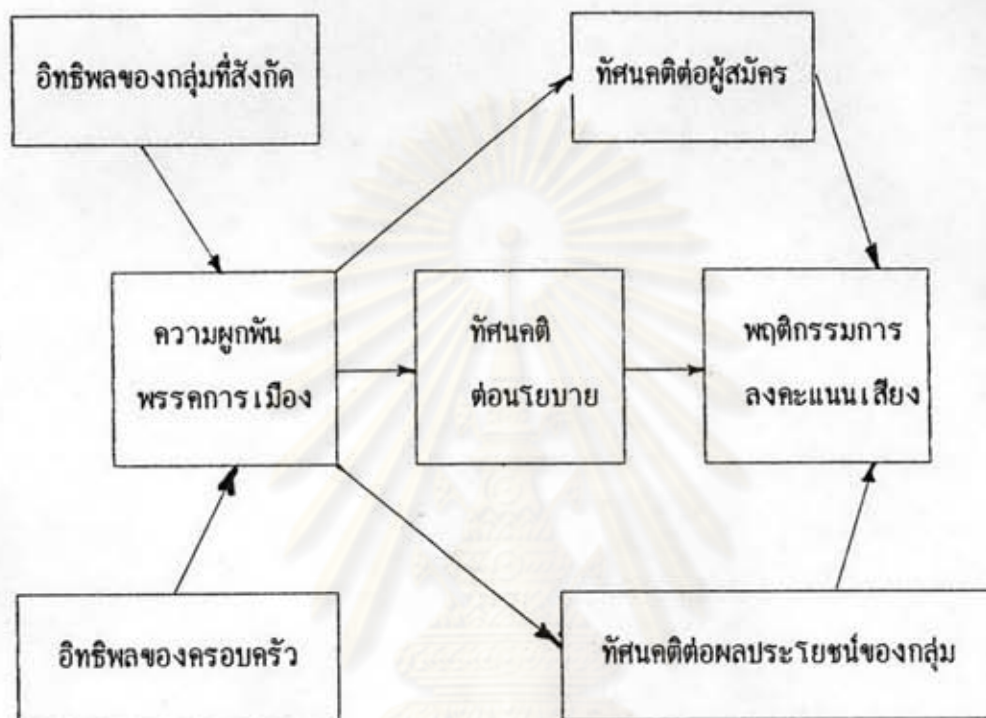 อิทธิพลของกลุ่มที่สังกัด
ทัศนคติต่อผู้สมัคร
ความผูกพัน
พรรคการเมือง
ทัศนคติ
ต่อนโยบาย
พฤติกรรมการ
ลงคะแนนเสียง
อิทธิพลของครอบครัว
ทัศนคติต่อผลประโยชน์ของกลุ่ม